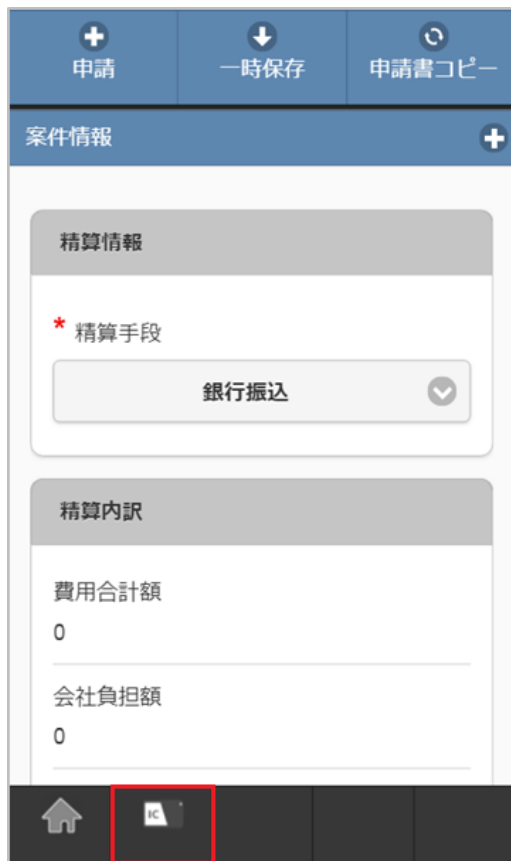 申請 一時保存 申請書コピー
案件情報
精算情報
* 精算手段
銀行振込
精算内訳
費用合計額
0
会社負担額
0
IC